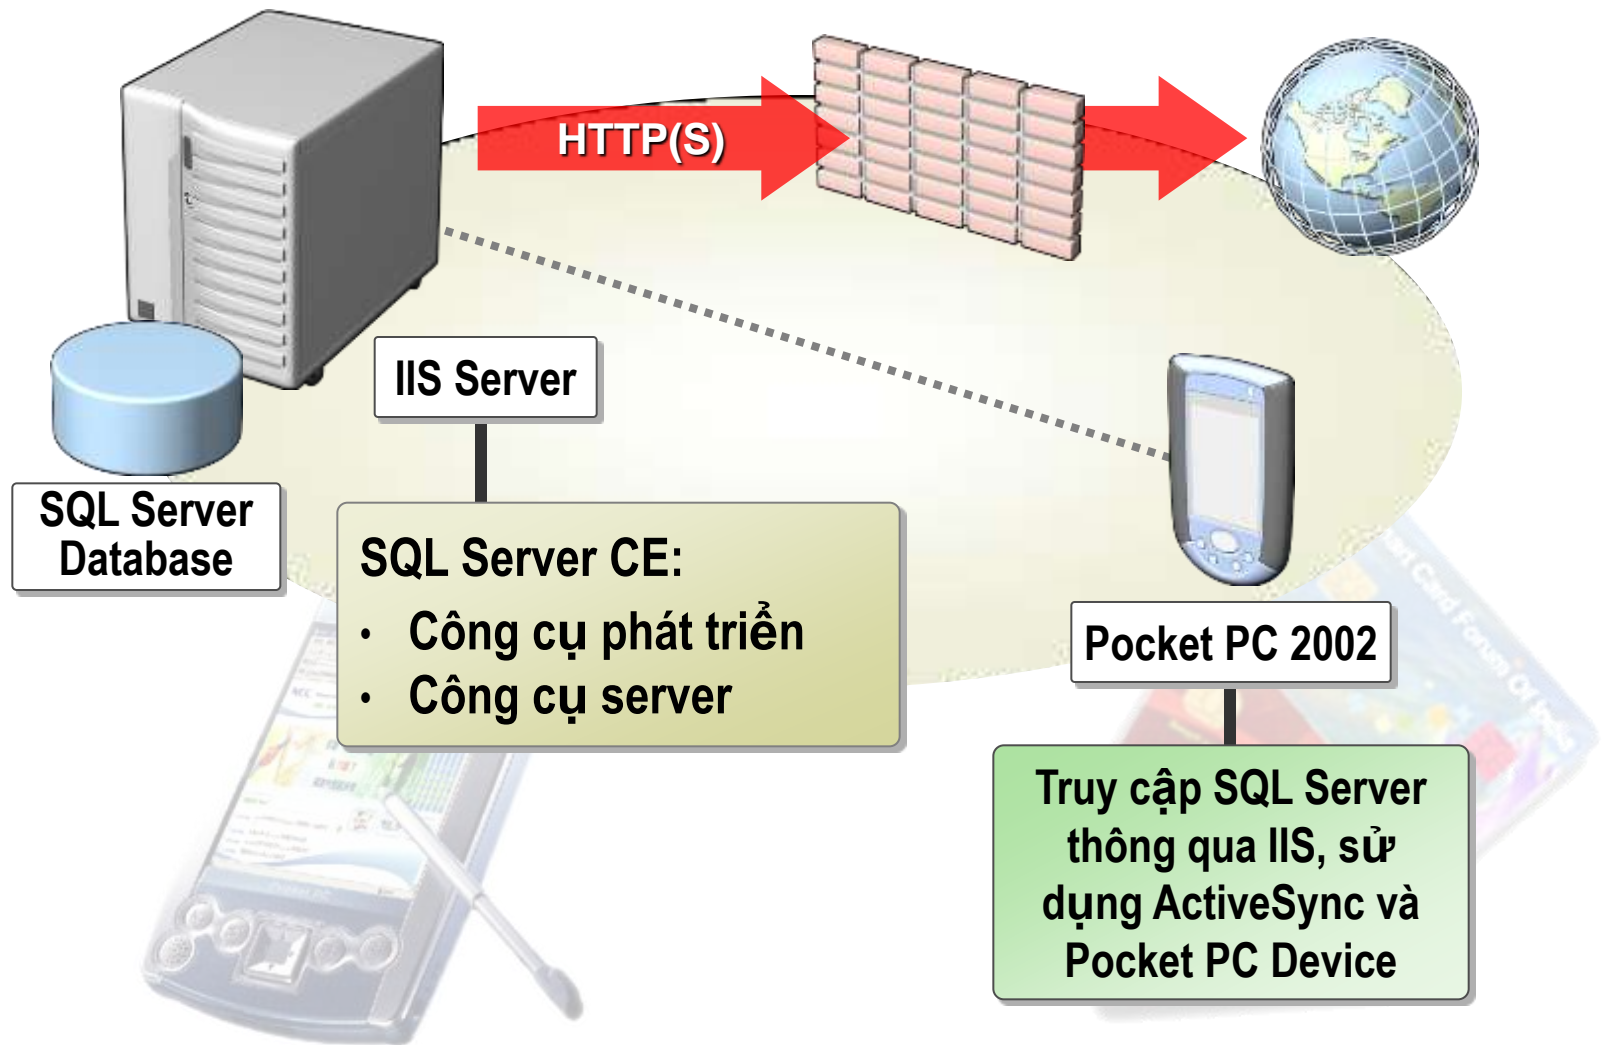 HTTP(S)
IIS Server
SQL Server
Database
SQL Server CE:
• Công cụ phát triển
• Công cụ server
Pocket PC 2002
Truy cập SQL Server
thông qua IIS, sử
dụng ActiveSync và
Pocket PC Device